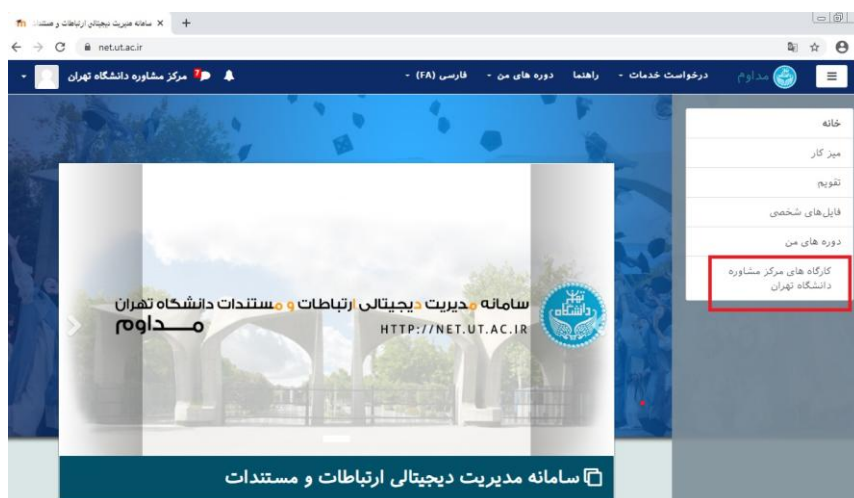 سامانه مدیریت دیجیتالی ارتباطات و مستندات
net.ut.ac.ir
مداوم
درخواست خدمات
راهنما
دوره های من
فارسی (FA)
7
مرکز مشاوره دانشگاه تهران
خانه
میز کار
تقویم
فایل‌های شخصی
دوره های من
کارگاه های مرکز مشاوره
دانشگاه تهران
سامانه مدیریت دیجیتالی ارتباطات و مستندات دانشگاه تهران
مــداوم
HTTP://NET.UT.AC.IR
سامانه مدیریت دیجیتالی ارتباطات و مستندات